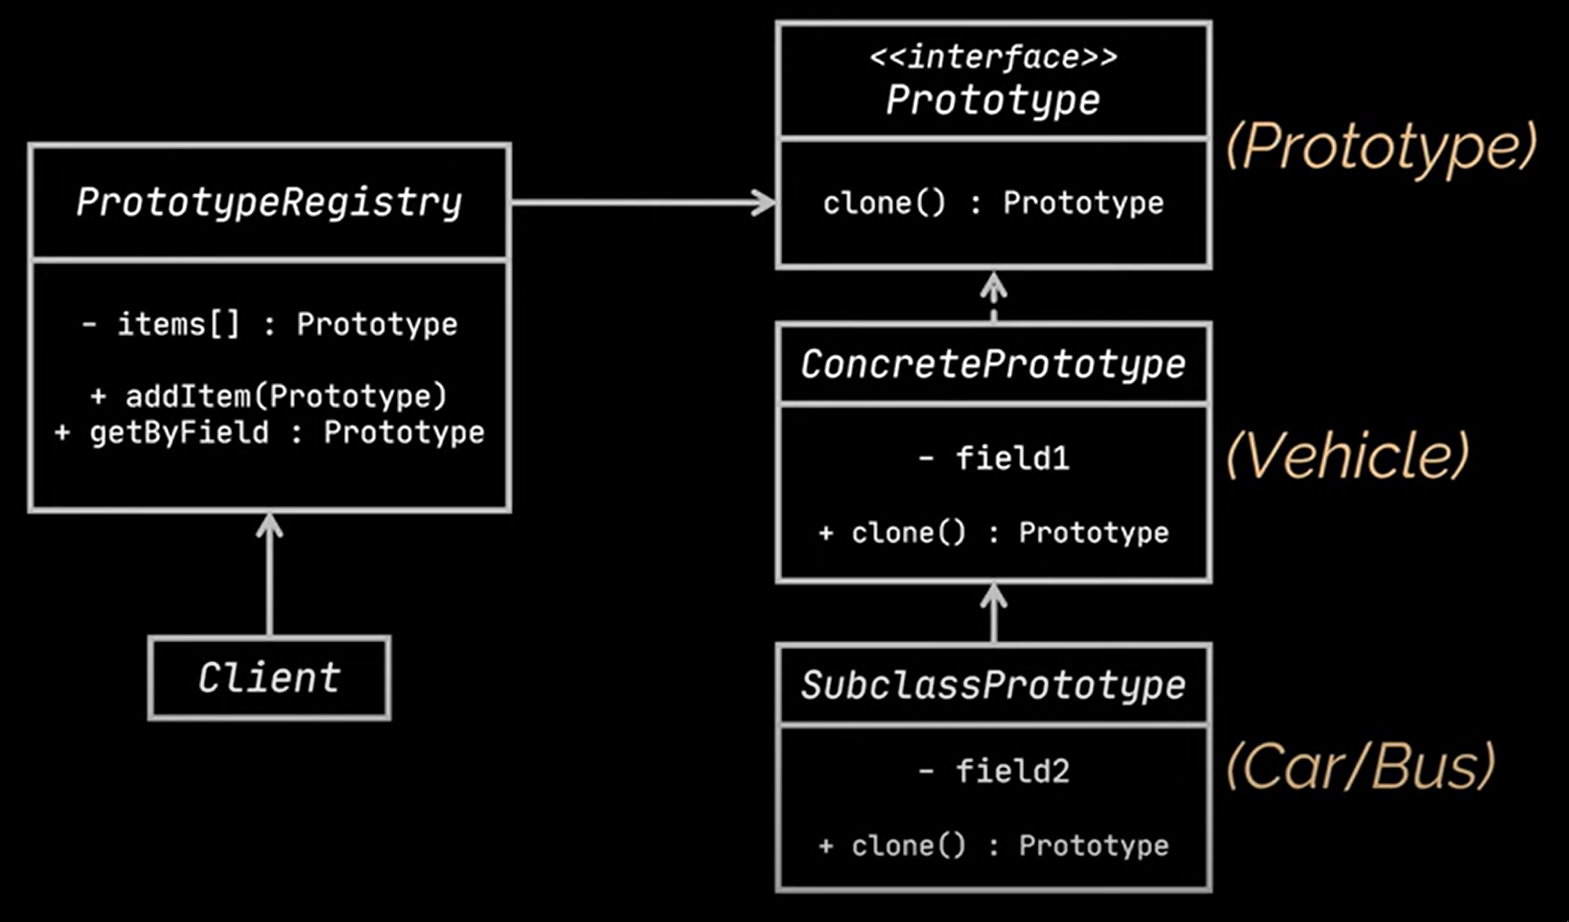 <<interface>>
Prototype
clone() : Prototype
(Prototype)
PrototypeRegistry
- items[] : Prototype
+ addItem(Prototype)
+ getByField : Prototype
Client
ConcretePrototype
- field1
+ clone() : Prototype
(Vehicle)
SubclassPrototype
- field2
+ clone() : Prototype
(Car/Bus)